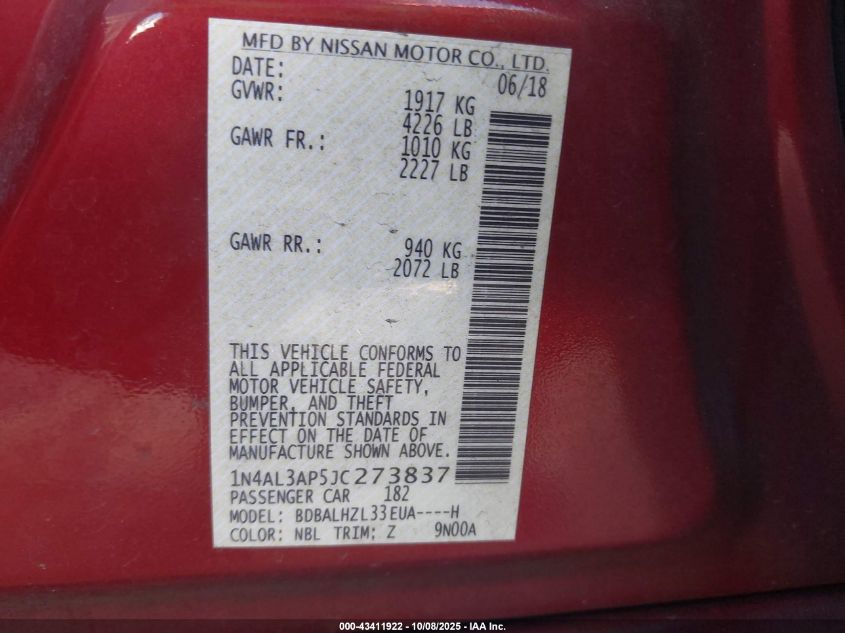 MFD BY NISSAN MOTOR CO., LTD.
DATE: 06/18
GVWR: 1917 KG
4226 LB
GAWR FR.: 1010 KG
2227 LB
GAWR RR.: 940 KG
2072 LB
THIS VEHICLE CONFORMS TO
ALL APPLICABLE FEDERAL
MOTOR VEHICLE SAFETY,
BUMPER, AND THEFT
PREVENTION STANDARDS IN
EFFECT ON THE DATE OF
MANUFACTURE SHOWN ABOVE.
1N4AL3AP5JC273837
PASSENGER CAR 182
MODEL: BDBALHZL33EUA----H
COLOR: NBL TRIM: Z 9N00A
000-43411922 - 10/08/2025 - IAA Inc.